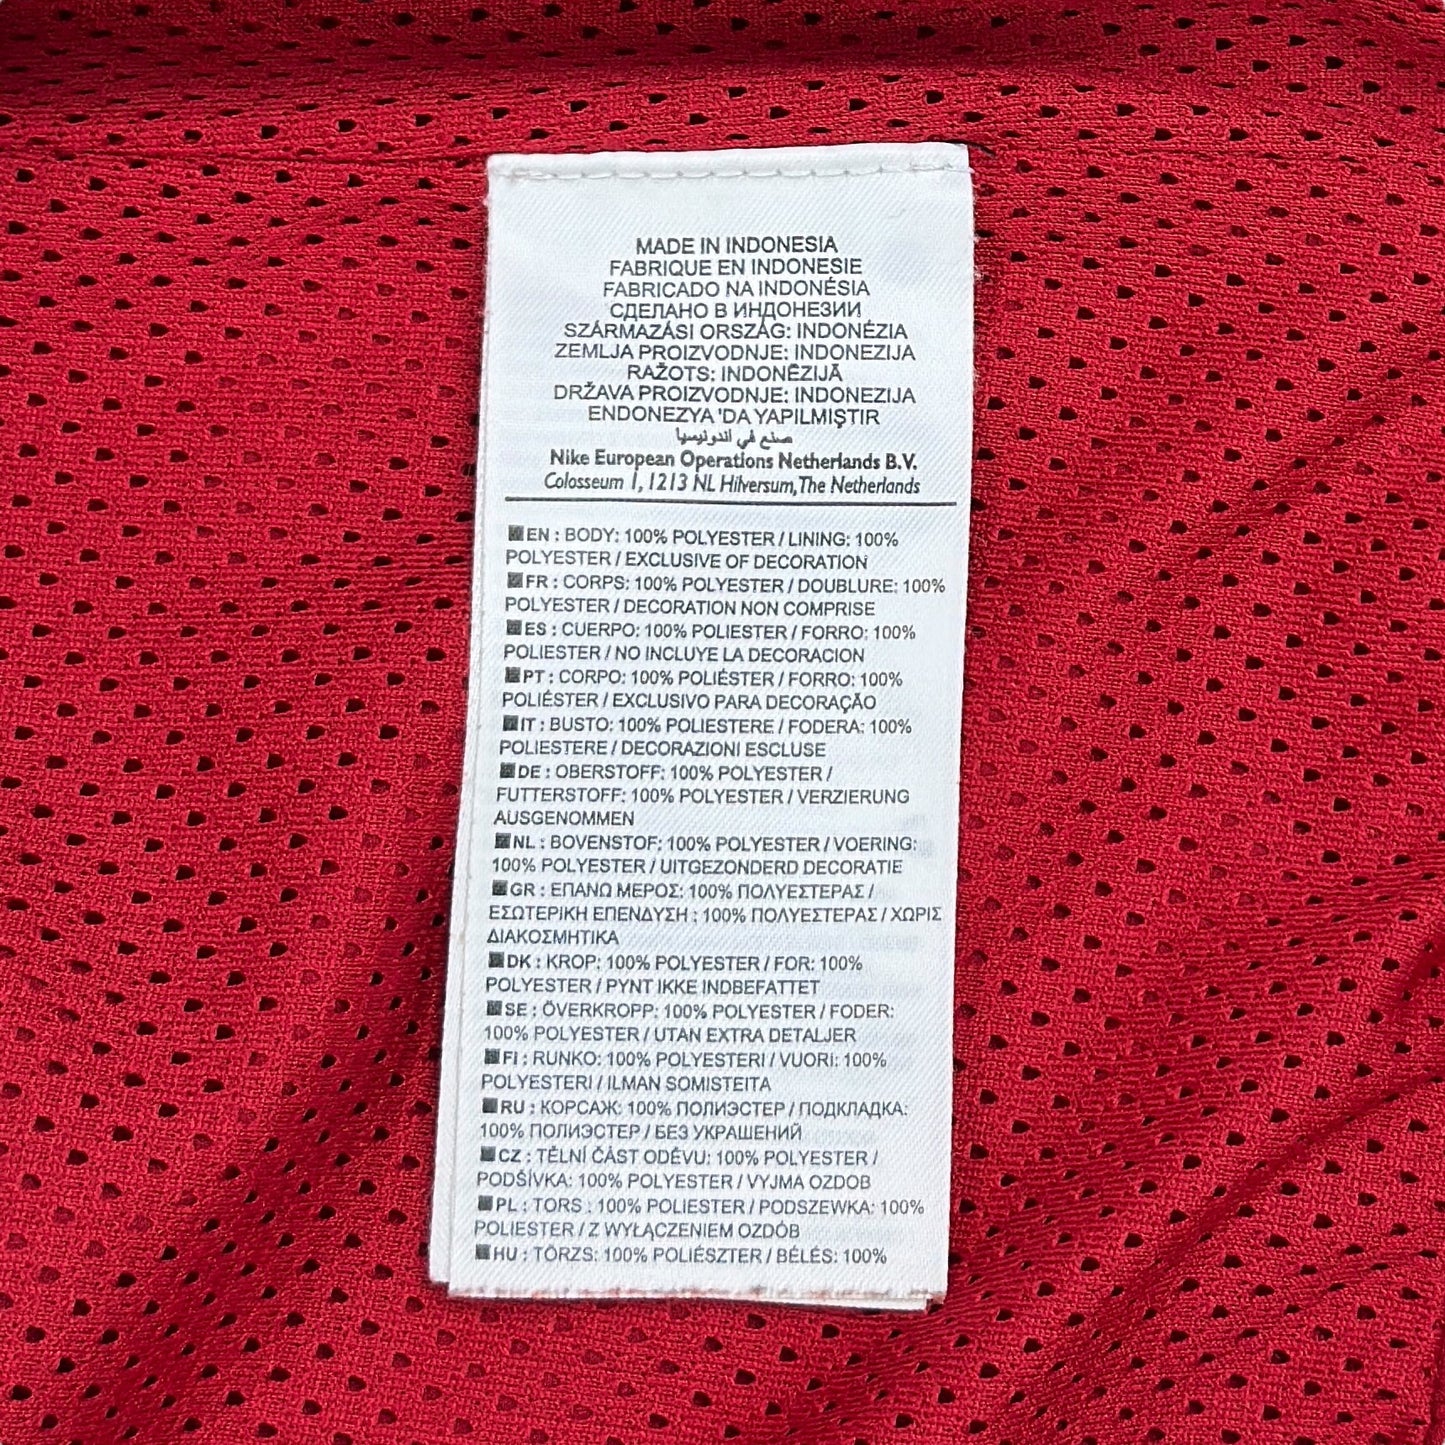 MADE IN INDONESIA
FABRIQUE EN INDONESIE
FABRICADO NA INDONÉSIA
СДЕЛАНО В ИНДОНЕЗИИ
SZÁRMAZÁSI ORSZÁG: INDONÉZIA
ZEMLJA PROIZVODNJE: INDONEZIJA
RAŽOTS: INDONĒZIJĀ
DRŽAVA PROIZVODNJE: INDONEZIJA
ENDONEZYA 'DA YAPILMIŞTIR
صنع في اندونيسيا
Nike European Operations Netherlands B.V.
Colosseum 1, 1213 NL Hilversum, The Netherlands
EN : BODY: 100% POLYESTER / LINING: 100%
POLYESTER / EXCLUSIVE OF DECORATION
FR : CORPS: 100% POLYESTER / DOUBLURE: 100%
POLYESTER / DECORATION NON COMPRISE
ES : CUERPO: 100% POLIESTER / FORRO: 100%
POLIESTER / NO INCLUYE LA DECORACION
PT : CORPO: 100% POLIÉSTER / FORRO: 100%
POLIÉSTER / EXCLUSIVO PARA DECORAÇÃO
IT : BUSTO: 100% POLIESTERE / FODERA: 100%
POLIESTERE / DECORAZIONI ESCLUSE
DE : OBERSTOFF: 100% POLYESTER /
FUTTERSTOFF: 100% POLYESTER / VERZIERUNG
AUSGENOMMEN
NL : BOVENSTOF: 100% POLYESTER / VOERING:
100% POLYESTER / UITGEZONDERD DECORATIE
GR : ΕΠΑΝΩ ΜΕΡΟΣ: 100% ΠΟΛΥΕΣΤΕΡΑΣ /
ΕΣΩΤΕΡΙΚΗ ΕΠΕΝΔΥΣΗ : 100% ΠΟΛΥΕΣΤΕΡΑΣ / ΧΩΡΙΣ
ΔΙΑΚΟΣΜΗΤΙΚΑ
DK : KROP: 100% POLYESTER / FOR: 100%
POLYESTER / PYNT IKKE INDBEFATTET
SE : ÖVERKROPP: 100% POLYESTER / FODER:
100% POLYESTER / UTAN EXTRA DETALJER
FI : RUNKO: 100% POLYESTERI / VUORI: 100%
POLYESTERI / ILMAN SOMISTEITA
RU : КОРСАЖ: 100% ПОЛИЭСТЕР / ПОДКЛАДКА:
100% ПОЛИЭСТЕР / БЕЗ УКРАШЕНИЙ
CZ : TĚLNÍ ČÁST ODĚVU: 100% POLYESTER /
PODŠÍVKA: 100% POLYESTER / VYJMA OZDOB
PL : TORS : 100% POLIESTER / PODSZEWKA: 100%
POLIESTER / Z WYŁĄCZENIEM OZDÓB
HU : TÖRZS: 100% POLIÉSZTER / BÉLÉS: 100%